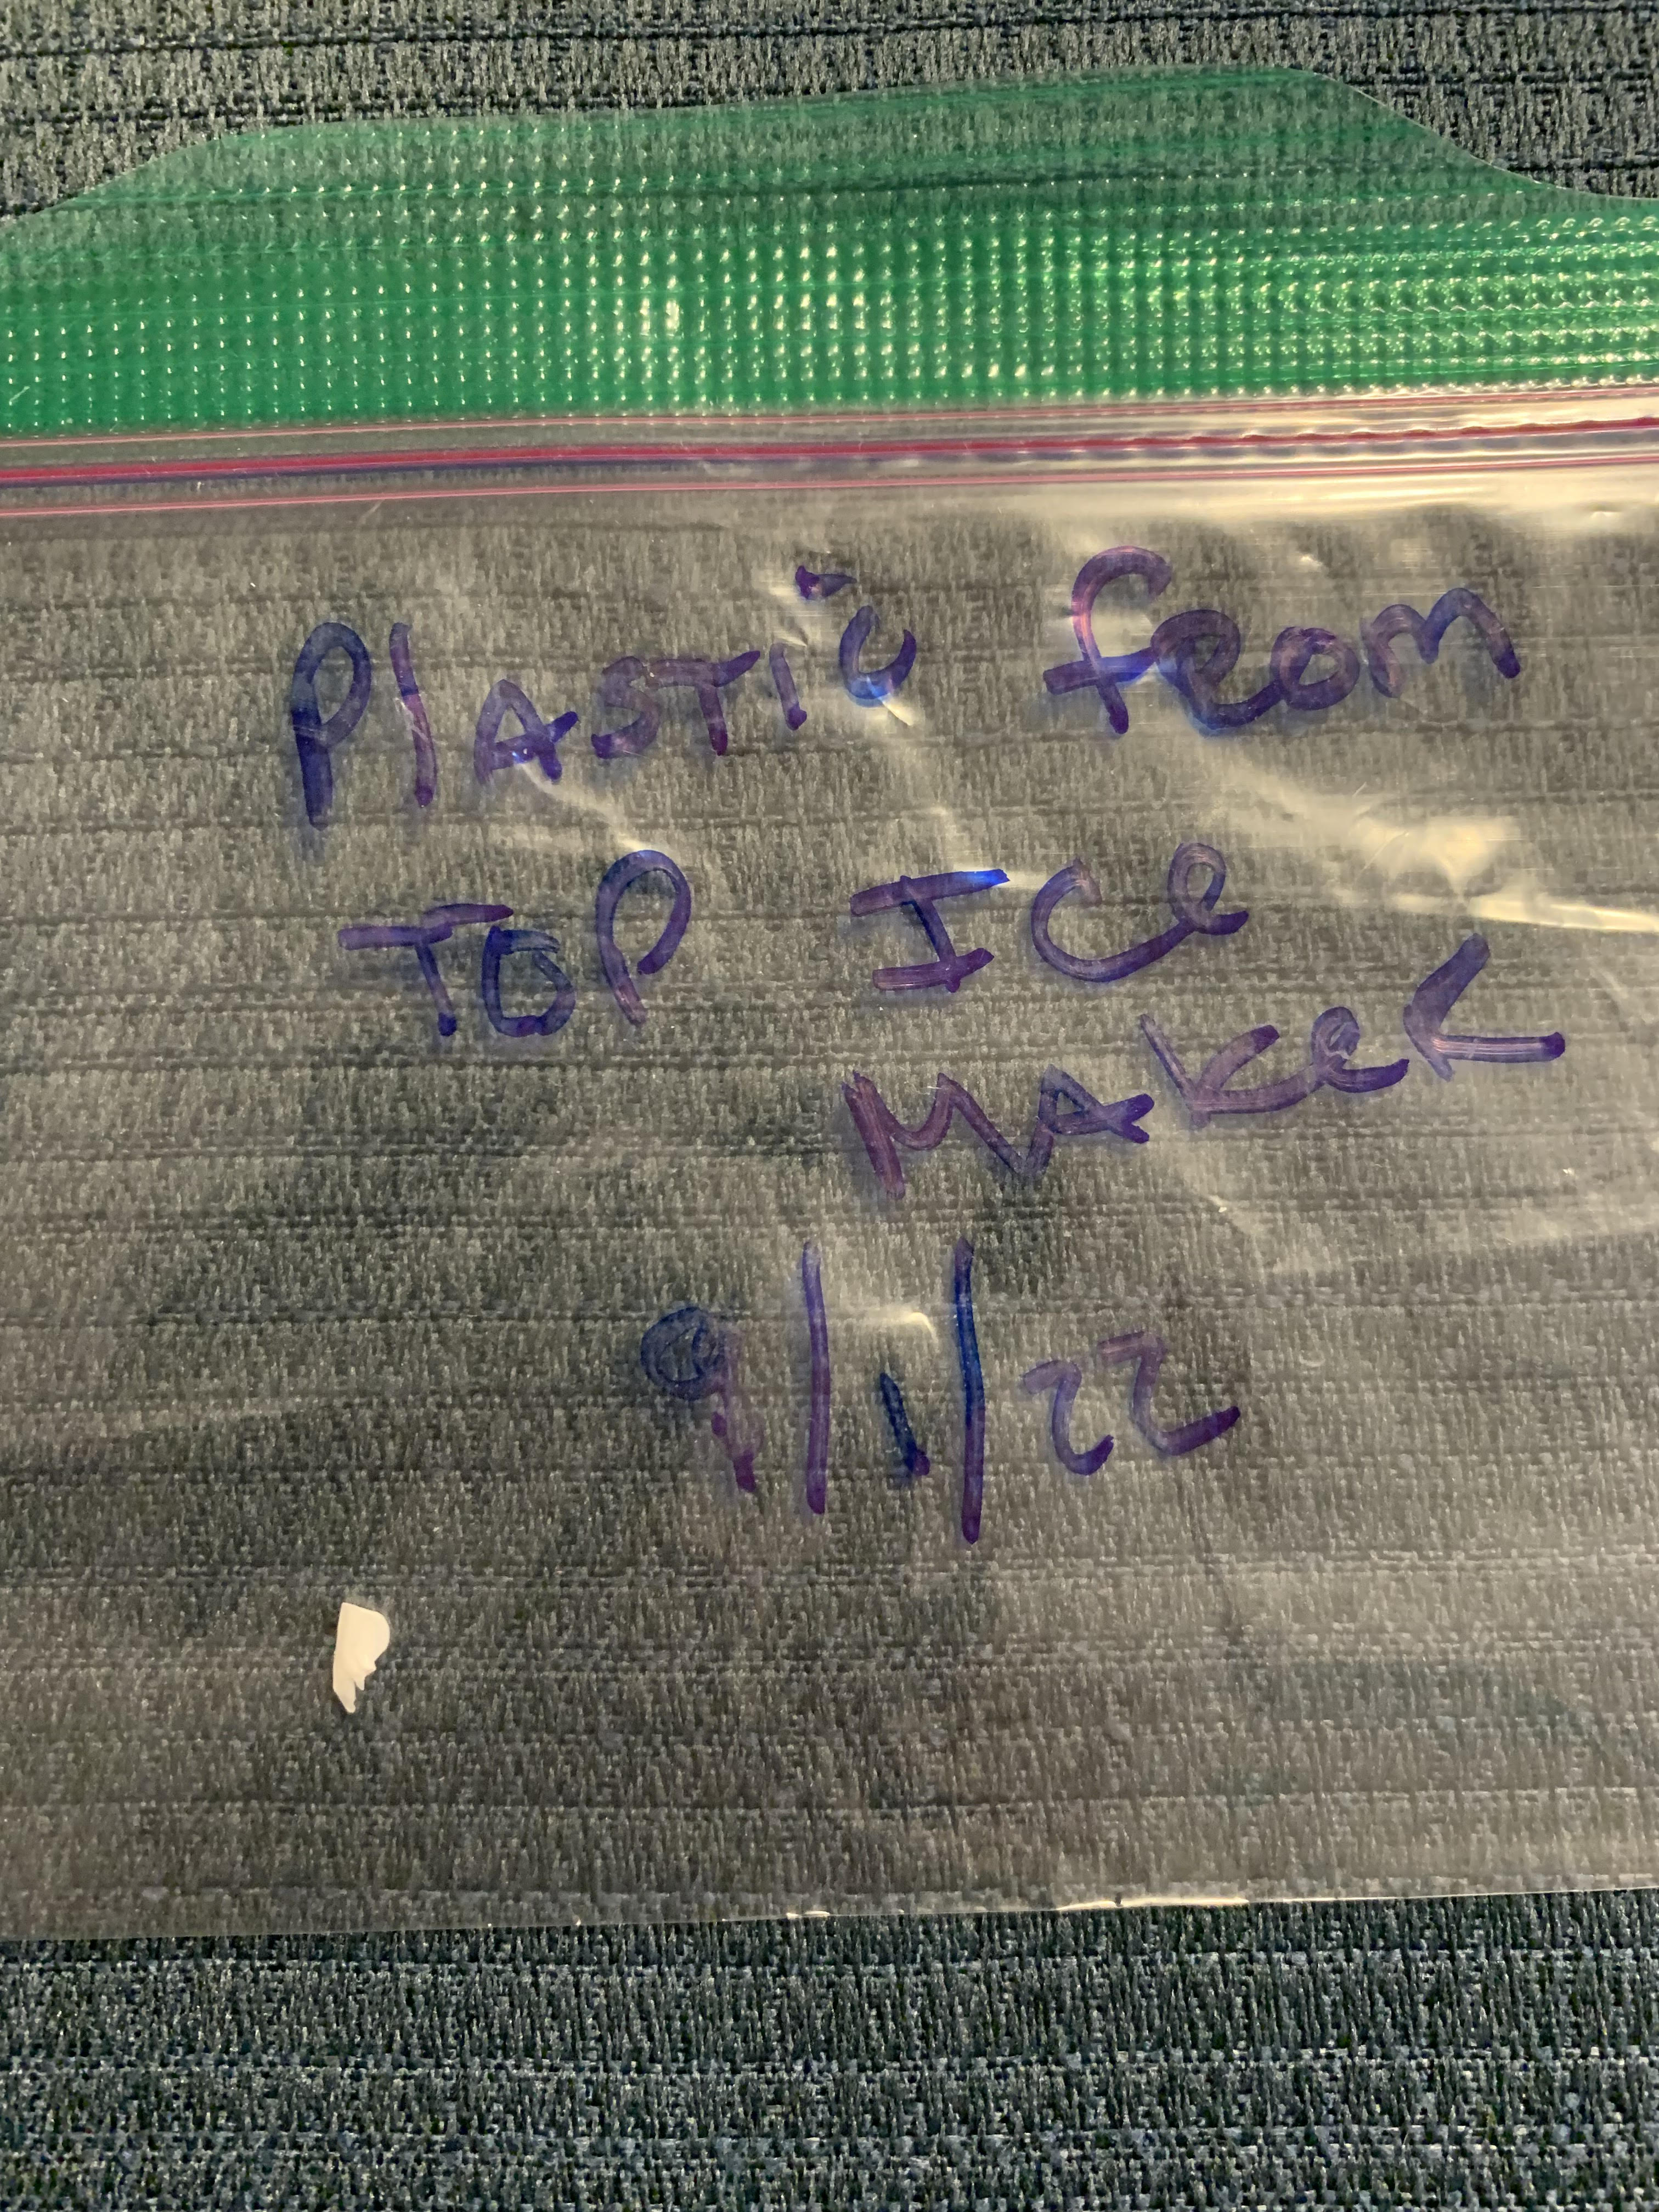 Plastic from
Top Ice
Maker
9/1/22